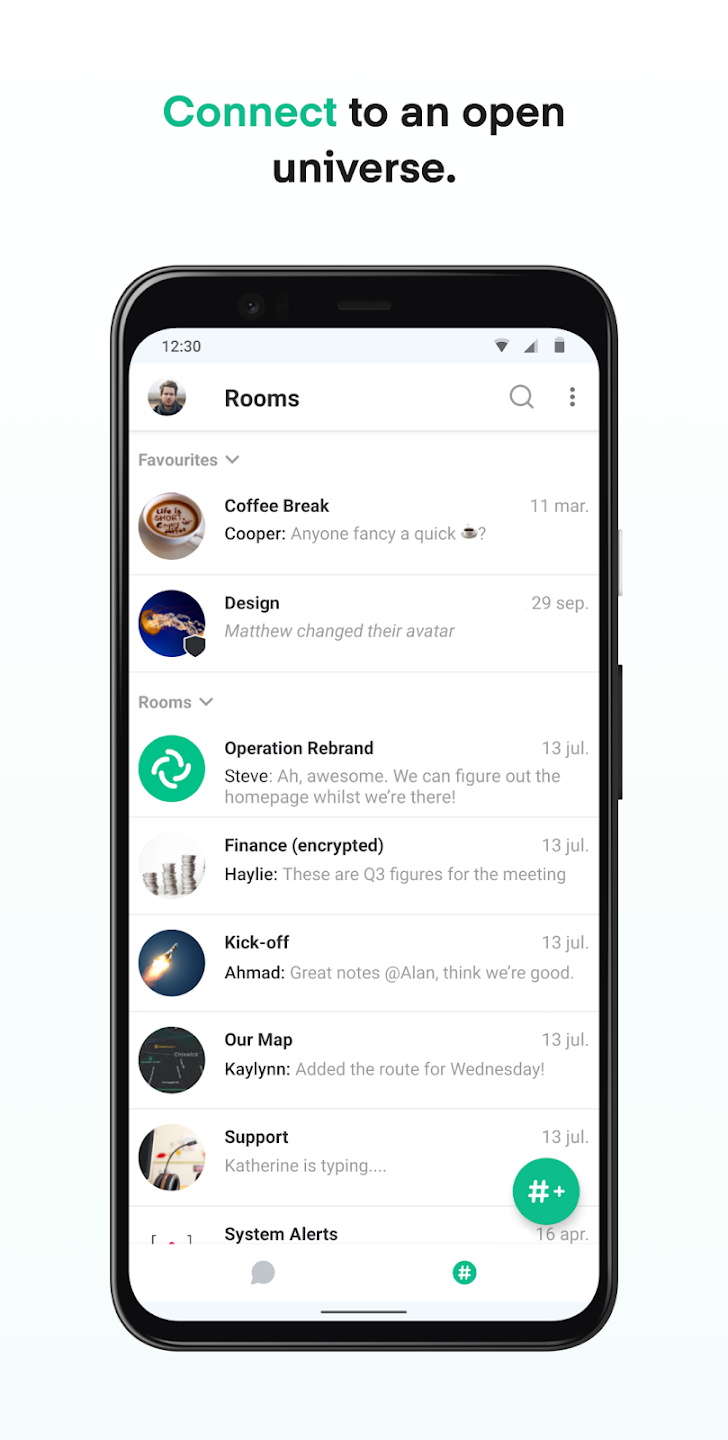 Connect to an open
universe.
12:30
Rooms
Favourites
Coffee Break
11 mar.
Cooper: Anyone fancy a quick ☕?
Design
29 sep.
Matthew changed their avatar
Rooms
Operation Rebrand
13 jul.
Steve: Ah, awesome. We can figure out the
homepage whilst we’re there!
Finance (encrypted)
13 jul.
Haylie: These are Q3 figures for the meeting
Kick-off
13 jul.
Ahmad: Great notes @Alan, think we’re good.
Our Map
13 jul.
Kaylynn: Added the route for Wednesday!
Chiswick
Support
13 jul.
Katherine is typing....
#+
System Alerts
16 apr.
#